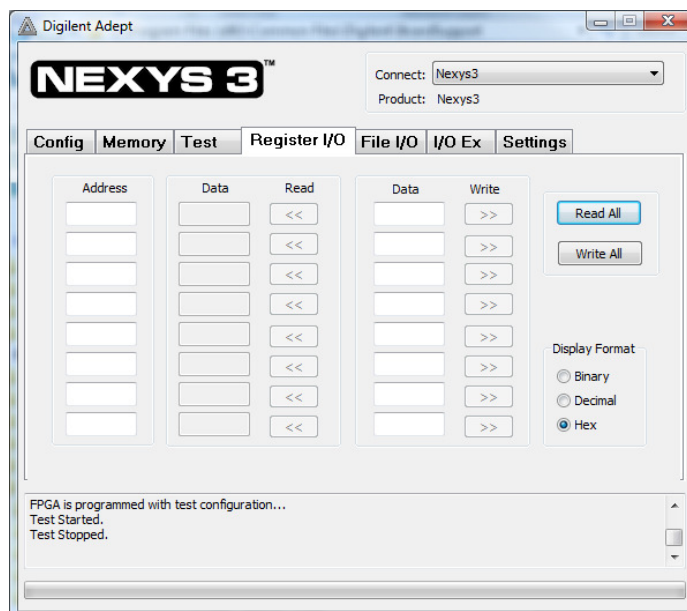 Digilent Adept
NEXYS 3™
Connect: Nexys3
Product: Nexys3
Config Memory Test Register I/O File I/O I/O Ex Settings
Address Data Read Data Write
<< >>
<< >>
<< >>
<< >>
<< >>
<< >>
<< >>
<< >>
Read All
Write All
Display Format
Binary
Decimal
Hex
FPGA is programmed with test configuration...
Test Started.
Test Stopped.